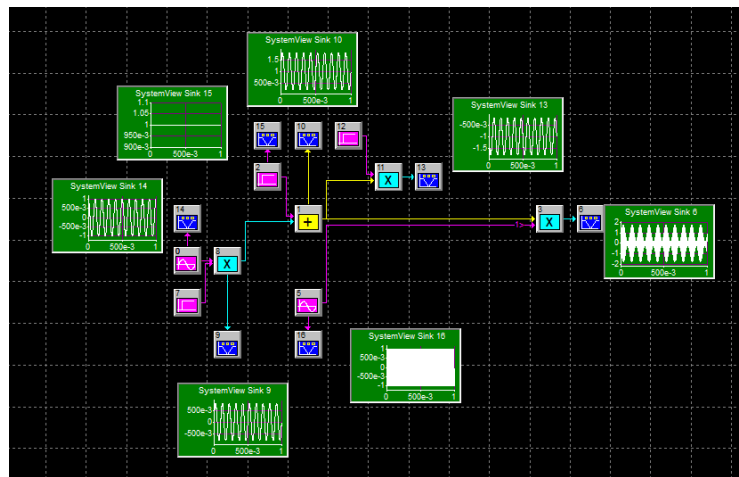 SystemView Sink 10
1.5
1
500e-3
0 500e-3 1
SystemView Sink 15
1.1
1.05
1
950e-3
900e-3
0 500e-3 1
SystemView Sink 13
-500e-3
-1
-1.5
0 500e-3 1
15
10
12
11
X
13
2
SystemView Sink 14
1
500e-3
0
-500e-3
-1
0 500e-3 1
14
1
+
3
X
6
SystemView Sink 6
2
1
0
-1
-2
0 500e-3 1
0
8
X
7
5
9
16
SystemView Sink 16
1
500e-3
0
-500e-3
-1
0 500e-3 1
SystemView Sink 9
500e-3
0
-500e-3
0 500e-3 1